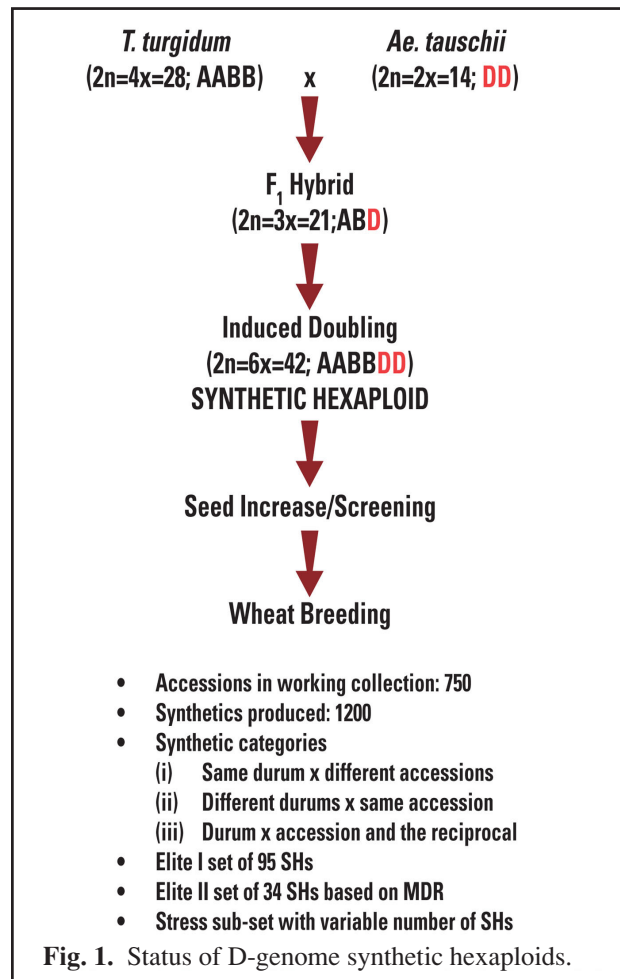 T. turgidum Ae. tauschii
(2n=4x=28; AABB) x (2n=2x=14; DD)
F1 Hybrid
(2n=3x=21;ABD)
Induced Doubling
(2n=6x=42; AABBDD)
SYNTHETIC HEXAPLOID
Seed Increase/Screening
Wheat Breeding
• Accessions in working collection: 750
• Synthetics produced: 1200
• Synthetic categories
(i) Same durum x different accessions
(ii) Different durums x same accession
(iii) Durum x accession and the reciprocal
• Elite I set of 95 SHs
• Elite II set of 34 SHs based on MDR
• Stress sub-set with variable number of SHs
Fig. 1. Status of D-genome synthetic hexaploids.